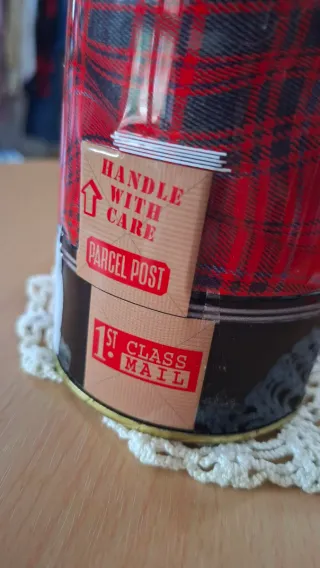 HANDLE
WITH
CARE
PARCEL POST
1ST CLASS
MAIL